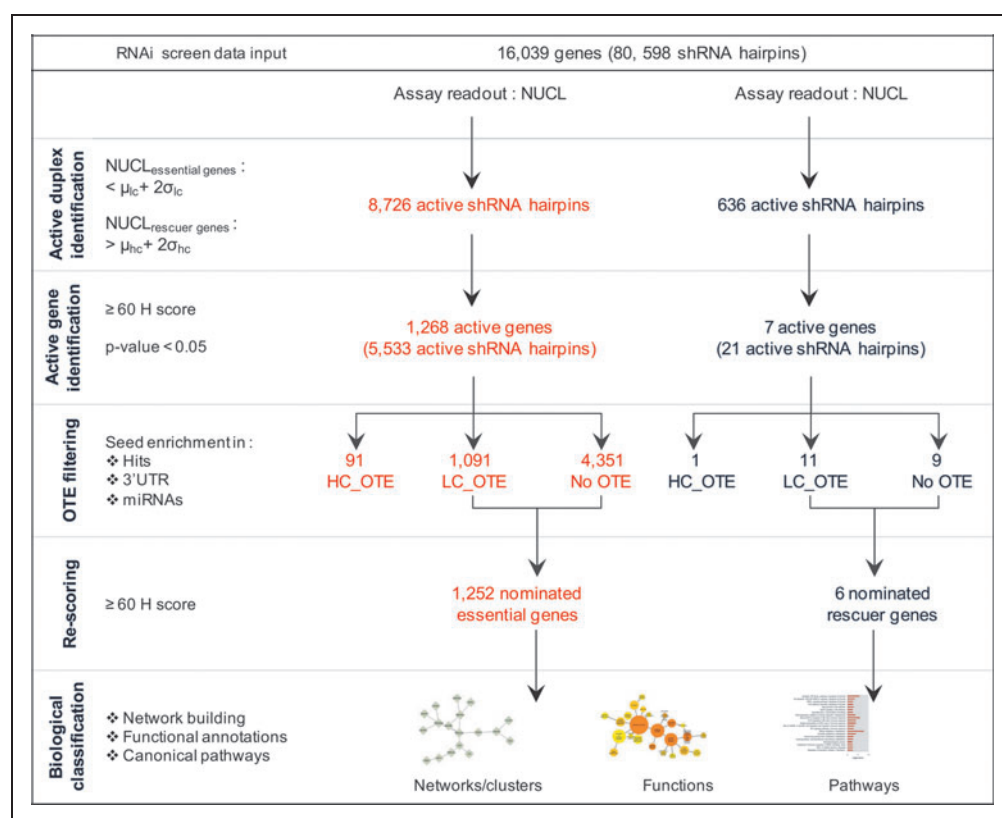 RNAi screen data input
16,039 genes (80, 598 shRNA hairpins)
Assay readout : NUCL
Assay readout : NUCL
Active duplex
identification
NUCLessential genes :
< μlc+ 2σlc
NUCLrescuer genes :
> μhc+ 2σhc
8,726 active shRNA hairpins
636 active shRNA hairpins
Active gene
identification
≥ 60 H score
p-value < 0.05
1,268 active genes
(5,533 active shRNA hairpins)
7 active genes
(21 active shRNA hairpins)
OTE filtering
Seed enrichment in :
❖ Hits
❖ 3'UTR
❖ miRNAs
91
HC_OTE
1,091
LC_OTE
4,351
No OTE
1
HC_OTE
11
LC_OTE
9
No OTE
Re-scoring
≥ 60 H score
1,252 nominated
essential genes
6 nominated
rescuer genes
Biological
classification
❖ Network building
❖ Functional annotations
❖ Canonical pathways
Networks/clusters
Functions
Pathways